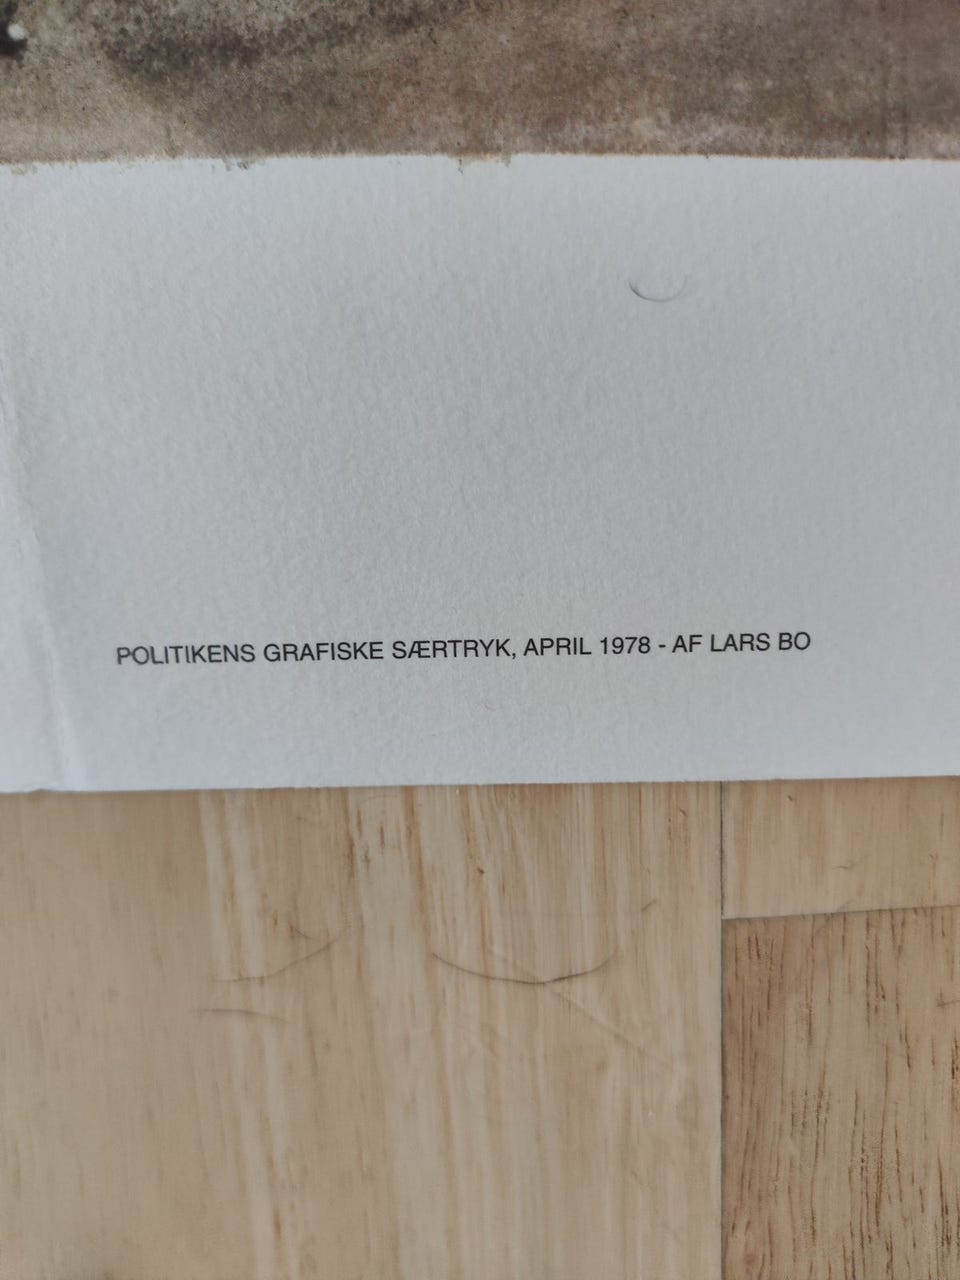 POLITIKENS GRAFISKE SÆRTRYK, APRIL 1978 - AF LARS BO